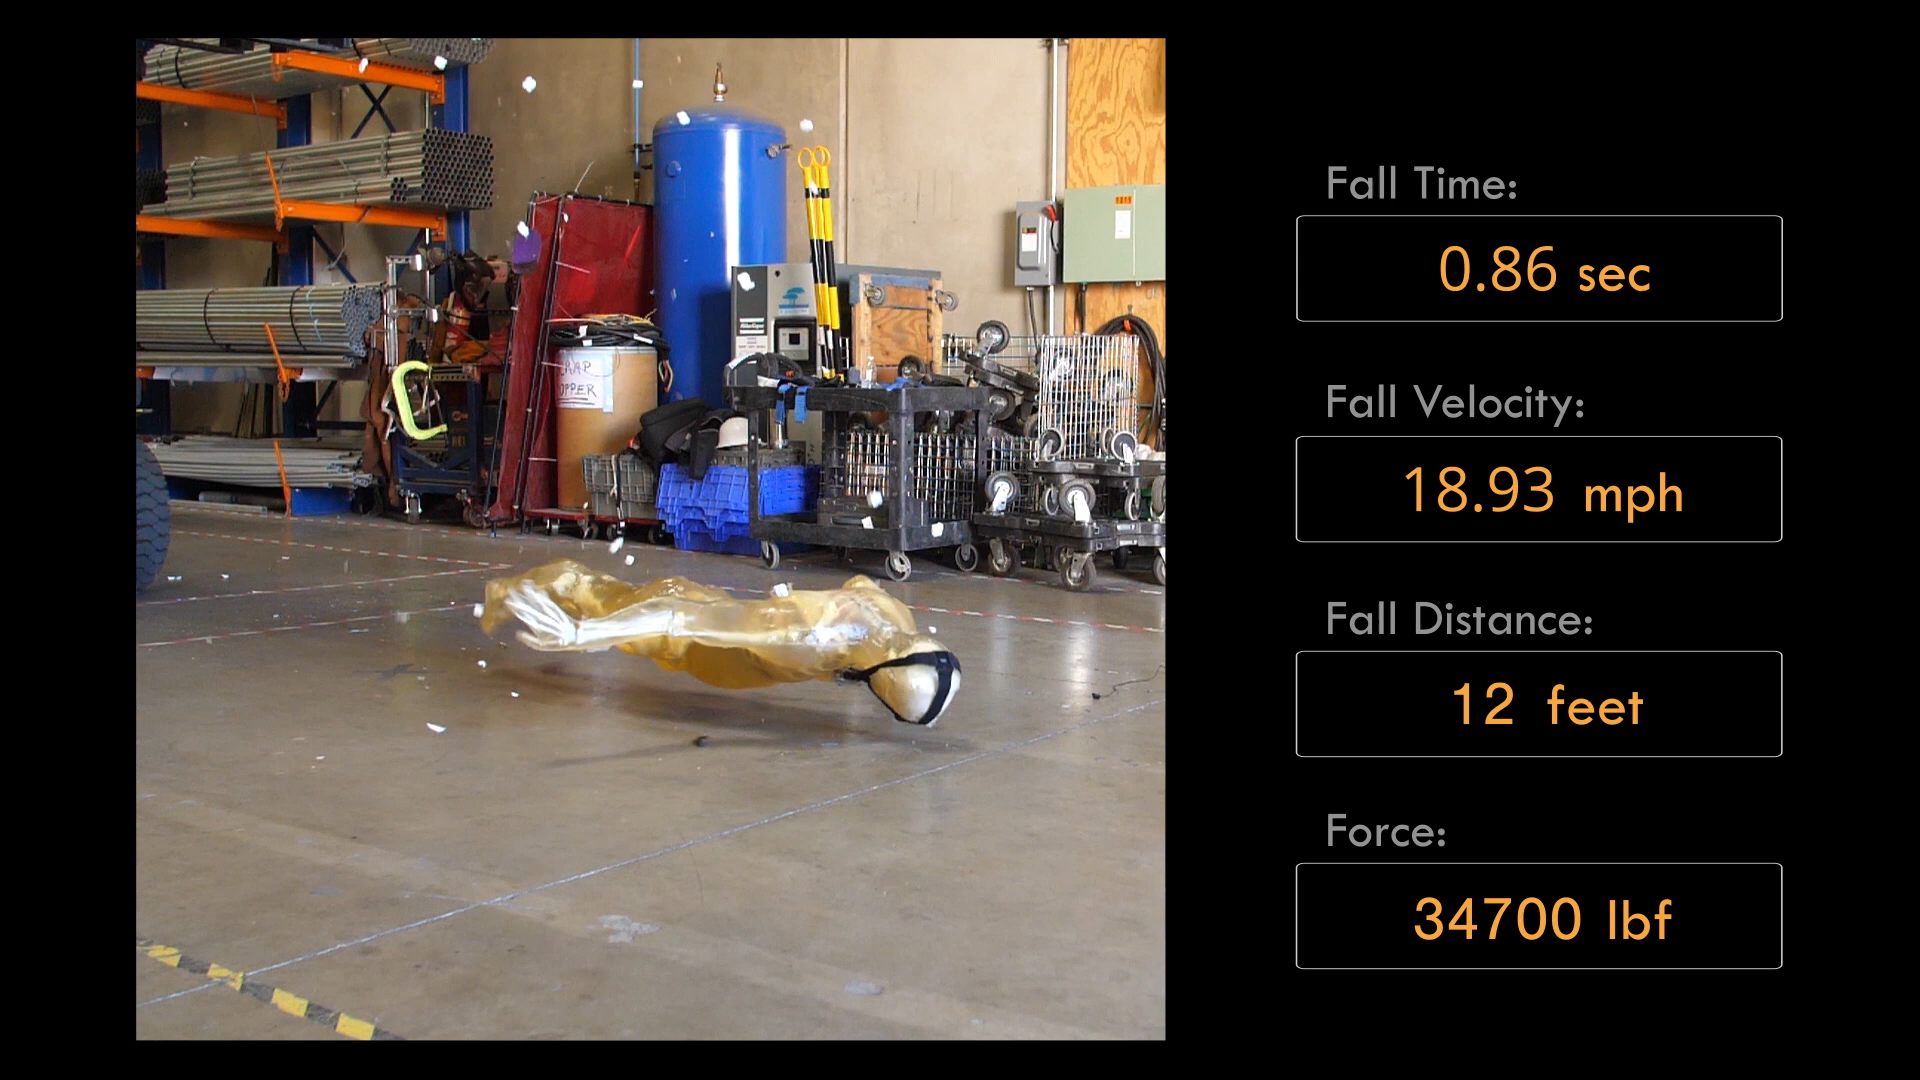 Fall Time:
0.86 sec
Fall Velocity:
18.93 mph
Fall Distance:
12 feet
Force:
34700 lbf